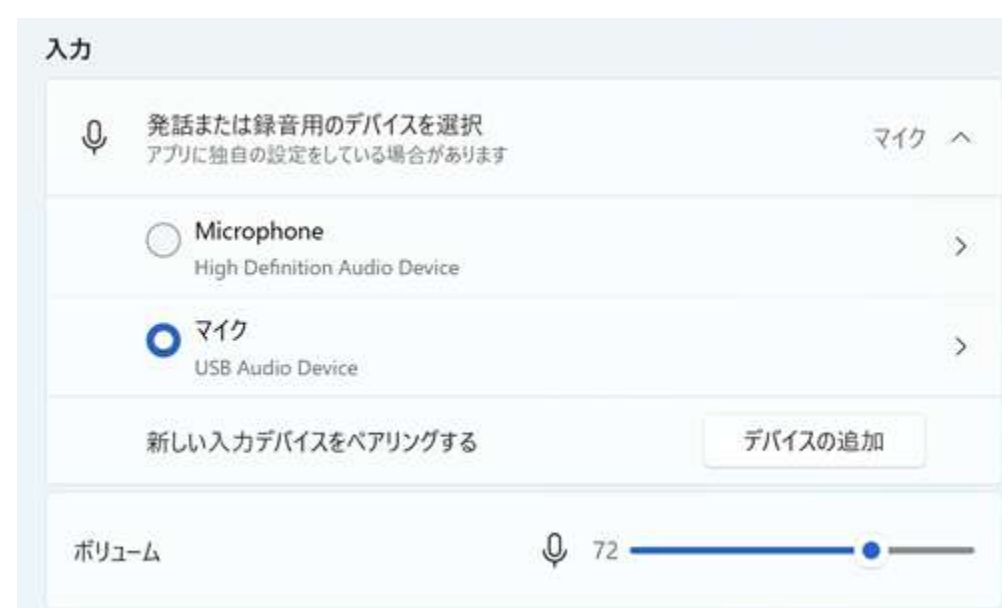 入力
発話または録音用のデバイスを選択
アプリに独自の設定をしている場合があります
マイク
Microphone
High Definition Audio Device
マイク
USB Audio Device
新しい入力デバイスをペアリングする
デバイスの追加
ボリューム
72